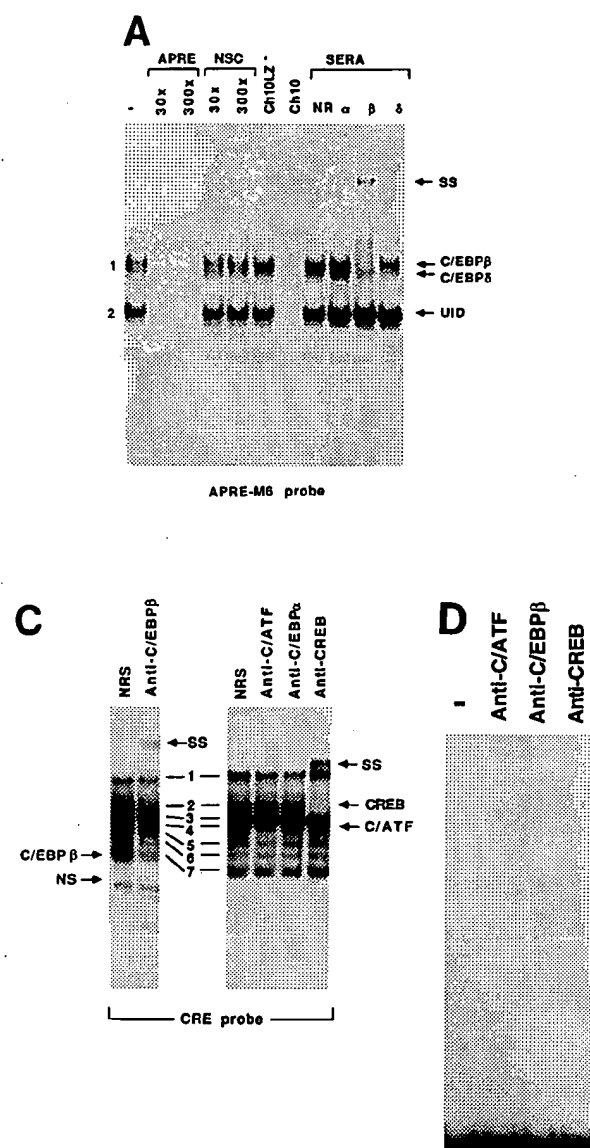 A
APRE NSC SERA
- 30x 300x 30x 300x Ch10LZ- Ch10 NR α β δ
SS
1
C/EBPβ
C/EBPδ
2
UID
APRE-M6 probe
C
NRS Anti-C/EBPβ NRS Anti-C/ATF Anti-C/EBPα Anti-CREB
SS
SS
1
2
CREB
3
C/ATF
4
5
C/EBPβ
6
7
NS
CRE probe
D
- Anti-C/ATF Anti-C/EBPβ Anti-CREB